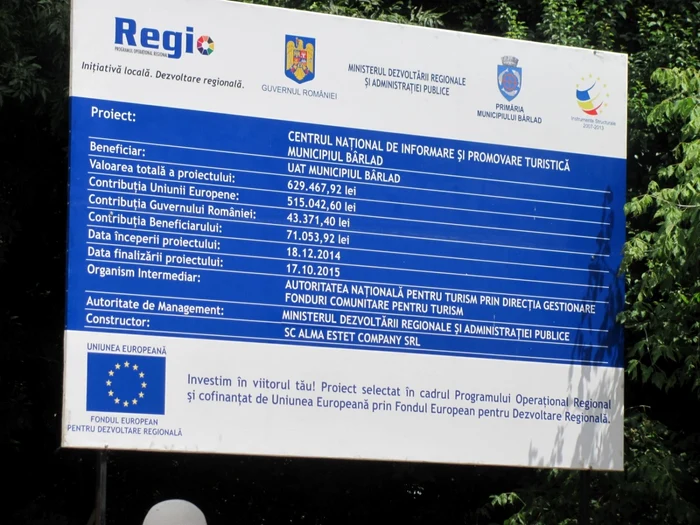 Regio
PROGRAMUL OPERAȚIONAL REGIONAL
Inițiativă locală. Dezvoltare regională.
GUVERNUL ROMÂNIEI
MINISTERUL DEZVOLTĂRII REGIONALE
ȘI ADMINISTRAȚIEI PUBLICE
PRIMĂRIA
MUNICIPIULUI BÂRLAD
Instrumente Structurale
2007-2013
Proiect:
CENTRUL NAȚIONAL DE INFORMARE ȘI PROMOVARE TURISTICĂ
MUNICIPIUL BÂRLAD
Beneficiar:
UAT MUNICIPIUL BÂRLAD
Valoarea totală a proiectului:
629.467,92 lei
Contribuția Uniunii Europene:
515.042,60 lei
Contribuția Guvernului României:
43.371,40 lei
Contribuția Beneficiarului:
71.053,92 lei
Data începerii proiectului:
18.12.2014
Data finalizării proiectului:
17.10.2015
Organism Intermediar:
AUTORITATEA NAȚIONALĂ PENTRU TURISM PRIN DIRECȚIA GESTIONARE
FONDURI COMUNITARE PENTRU TURISM
Autoritate de Management:
MINISTERUL DEZVOLTĂRII REGIONALE ȘI ADMINISTRAȚIEI PUBLICE
Constructor:
SC ALMA ESTET COMPANY SRL
UNIUNEA EUROPEANĂ
FONDUL EUROPEAN
PENTRU DEZVOLTARE REGIONALĂ
Investim în viitorul tău! Proiect selectat în cadrul Programului Operațional Regional
și cofinanțat de Uniunea Europeană prin Fondul European pentru Dezvoltare Regională.